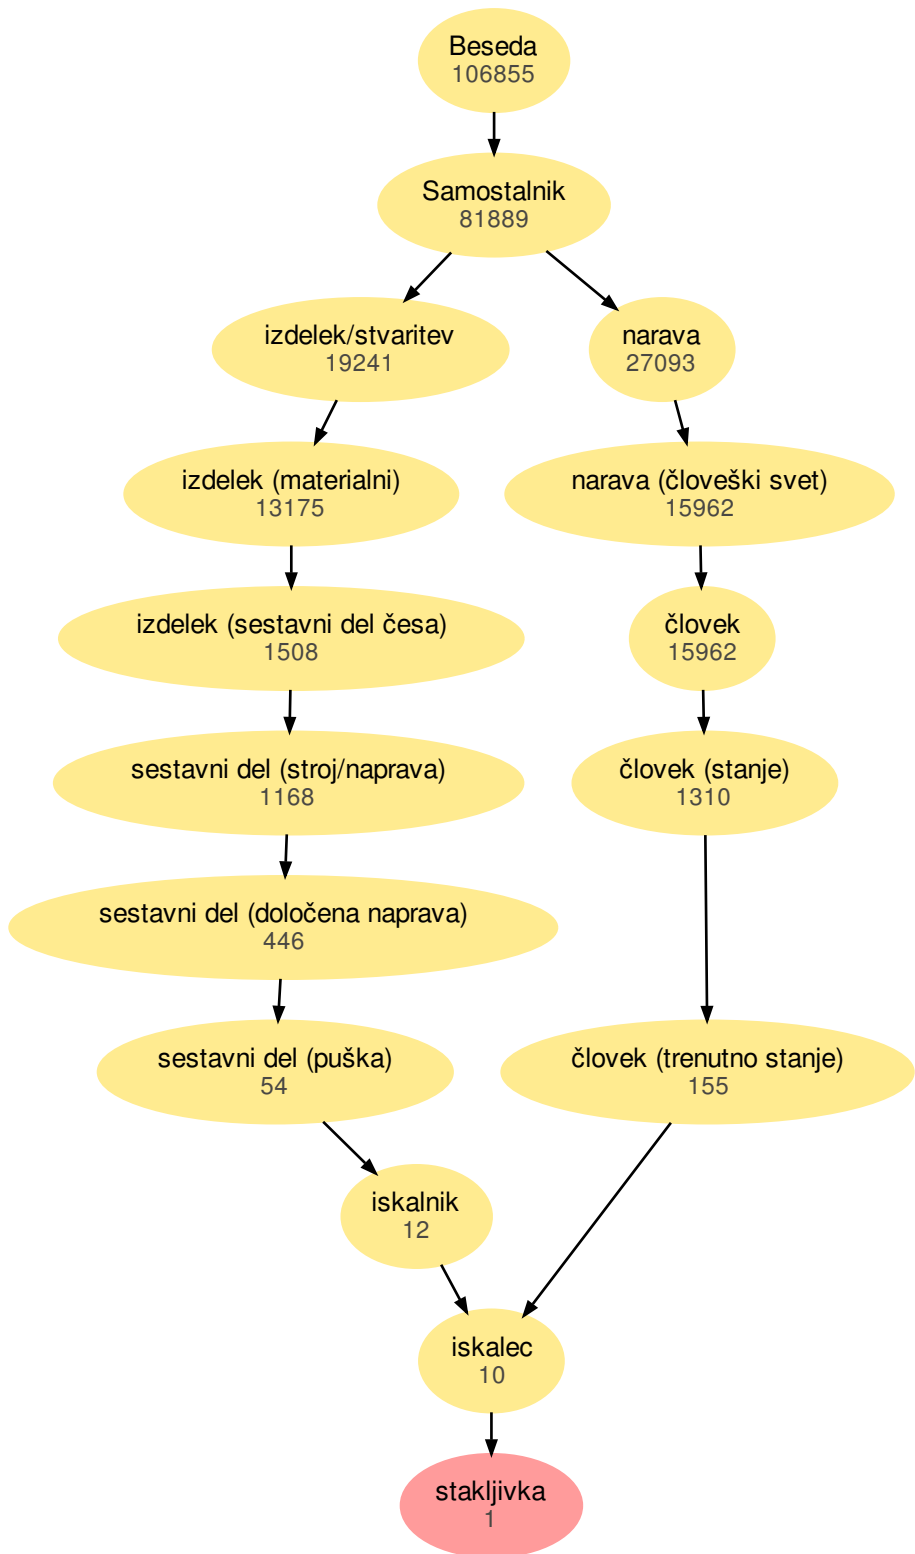 Beseda
106855
Samostalnik
81889
izdelek/stvaritev
19241
narava
27093
izdelek (materialni)
13175
narava (človeški svet)
15962
izdelek (sestavni del česa)
1508
človek
15962
sestavni del (stroj/naprava)
1168
človek (stanje)
1310
sestavni del (določena naprava)
446
sestavni del (puška)
54
človek (trenutno stanje)
155
iskalnik
12
iskalec
10
stakljivka
1